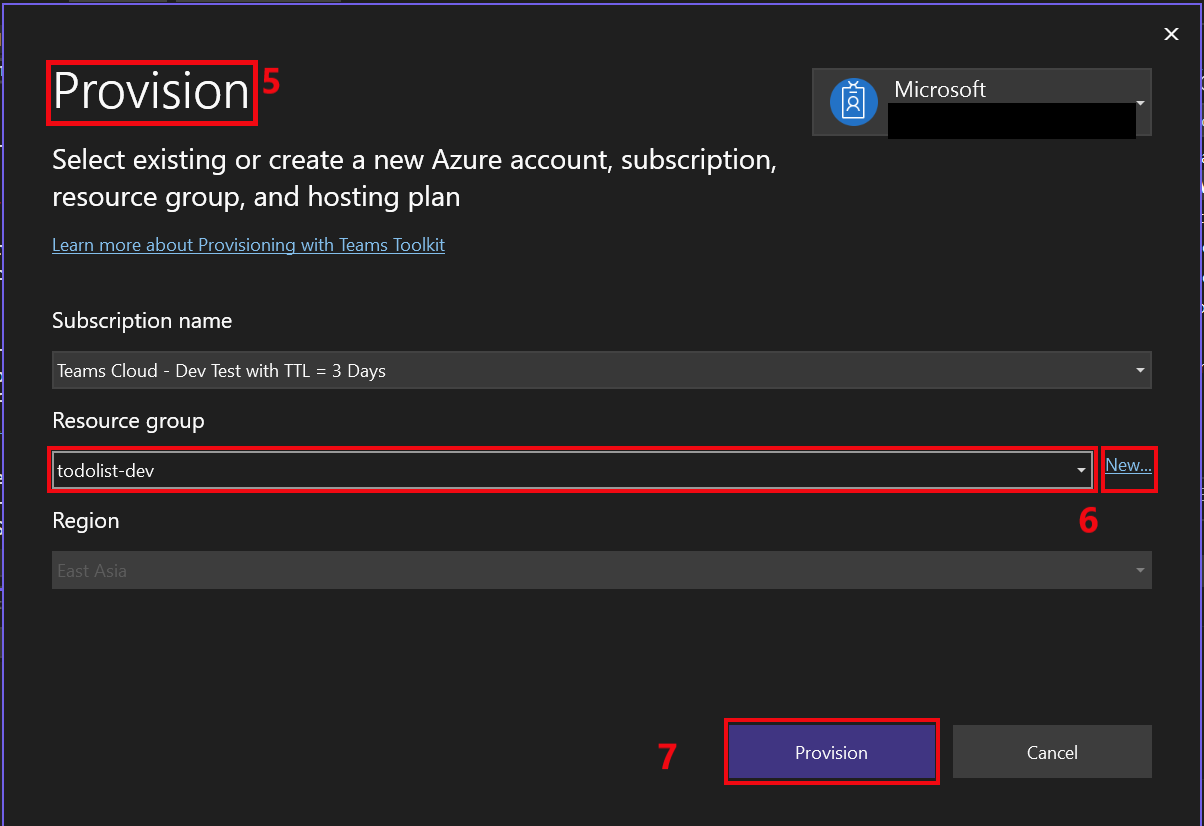 Provision 5
Microsoft
Select existing or create a new Azure account, subscription,
resource group, and hosting plan
Learn more about Provisioning with Teams Toolkit
Subscription name
Teams Cloud - Dev Test with TTL = 3 Days
Resource group
todolist-dev New...
6
Region
East Asia
7 Provision Cancel